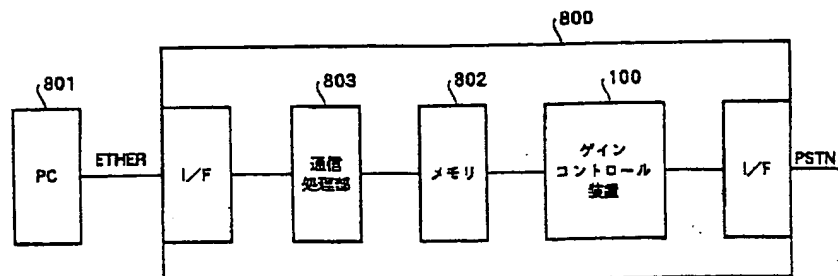 800
801
803
802
100
PC
ETHER
I/F
通信
処理部
メモリ
ゲイン
コントロール
装置
I/F
PSTN